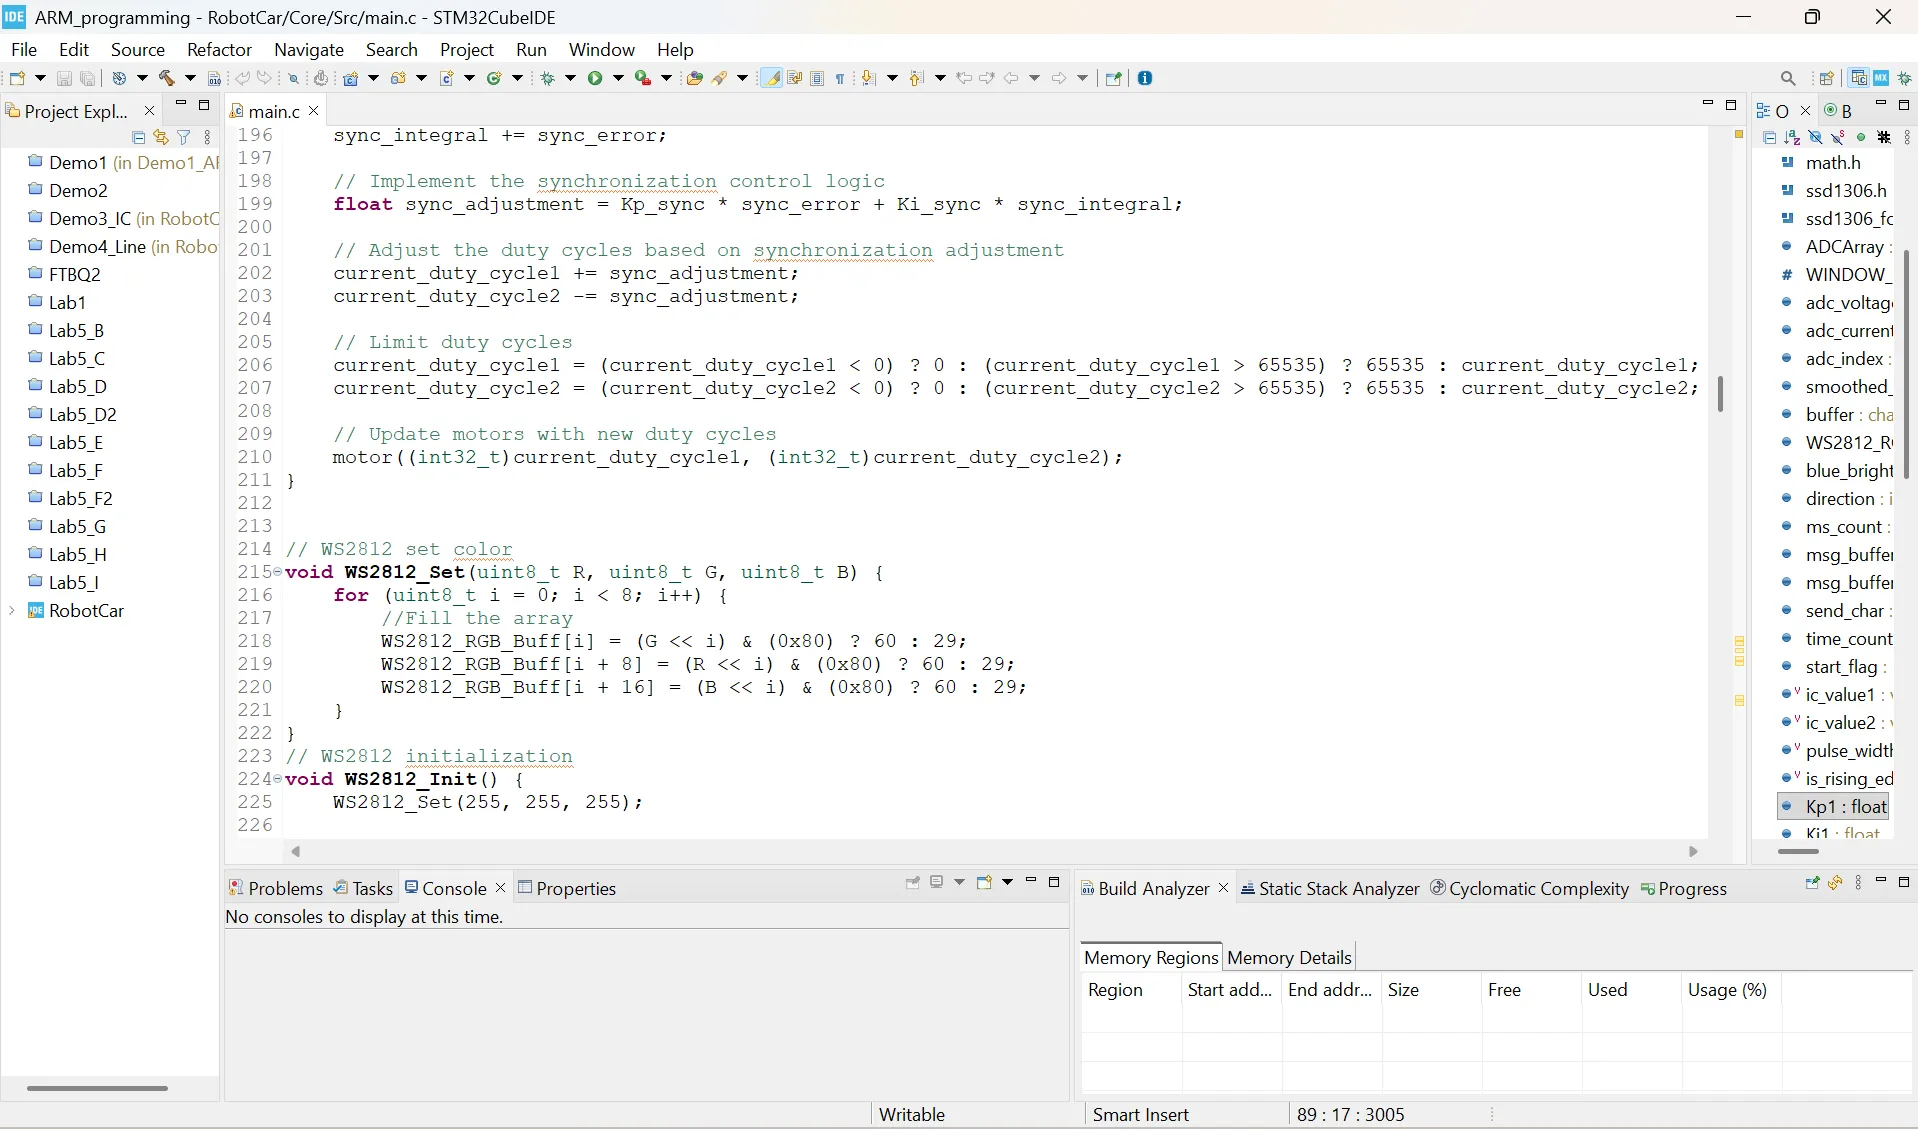 IDE ARM_programming - RobotCar/Core/Src/main.c - STM32CubeIDE
File Edit Source Refactor Navigate Search Project Run Window Help
Project Expl...
main.c
O
B
Demo1 (in Demo1_A
Demo2
Demo3_IC (in RobotC
Demo4_Line (in Robo
FTBQ2
Lab1
Lab5_B
Lab5_C
Lab5_D
Lab5_D2
Lab5_E
Lab5_F
Lab5_F2
Lab5_G
Lab5_H
Lab5_I
RobotCar
196 sync_integral += sync_error;
197
198 // Implement the synchronization control logic
199 float sync_adjustment = Kp_sync * sync_error + Ki_sync * sync_integral;
200
201 // Adjust the duty cycles based on synchronization adjustment
202 current_duty_cycle1 += sync_adjustment;
203 current_duty_cycle2 -= sync_adjustment;
204
205 // Limit duty cycles
206 current_duty_cycle1 = (current_duty_cycle1 < 0) ? 0 : (current_duty_cycle1 > 65535) ? 65535 : current_duty_cycle1;
207 current_duty_cycle2 = (current_duty_cycle2 < 0) ? 0 : (current_duty_cycle2 > 65535) ? 65535 : current_duty_cycle2;
208
209 // Update motors with new duty cycles
210 motor((int32_t)current_duty_cycle1, (int32_t)current_duty_cycle2);
211 }
212
213
214 // WS2812 set color
215 void WS2812_Set(uint8_t R, uint8_t G, uint8_t B) {
216 for (uint8_t i = 0; i < 8; i++) {
217 //Fill the array
218 WS2812_RGB_Buff[i] = (G << i) & (0x80) ? 60 : 29;
219 WS2812_RGB_Buff[i + 8] = (R << i) & (0x80) ? 60 : 29;
220 WS2812_RGB_Buff[i + 16] = (B << i) & (0x80) ? 60 : 29;
221 }
222 }
223 // WS2812 initialization
224 void WS2812_Init() {
225 WS2812_Set(255, 255, 255);
226
math.h
ssd1306.h
ssd1306_fo
ADCArray :
WINDOW_
adc_voltag
adc_current
adc_index :
smoothed_
buffer : cha
WS2812_R
blue_bright
direction : i
ms_count :
msg_buffe
msg_buffe
send_char :
time_count
start_flag :
ic_value1 :
ic_value2 :
pulse_widt
is_rising_ed
Kp1 : float
Ki1 : float
Problems Tasks Console Properties
No consoles to display at this time.
Build Analyzer Static Stack Analyzer Cyclomatic Complexity Progress
Memory Regions Memory Details
Region Start add... End addr... Size Free Used Usage (%)
Writable Smart Insert 89 : 17 : 3005